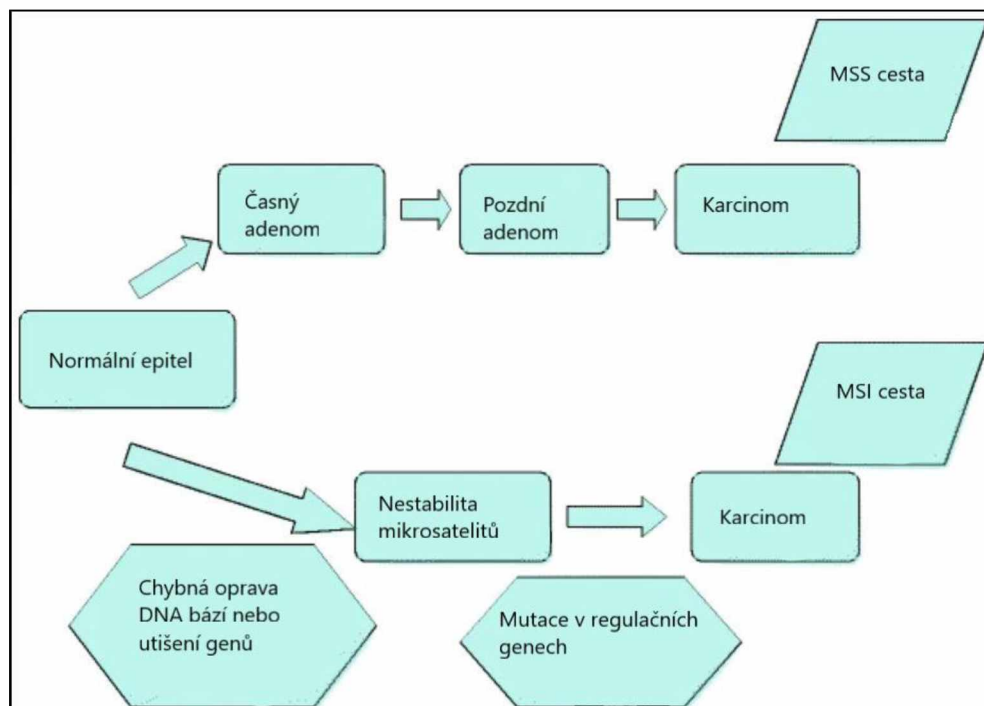 MSS cesta
Časný
adenom
Pozdní
adenom
Karcinom
Normální epitel
MSI cesta
Nestabilita
mikrosatelitů
Karcinom
Chybná oprava
DNA bází nebo
utišení genů
Mutace v regulačních
genech